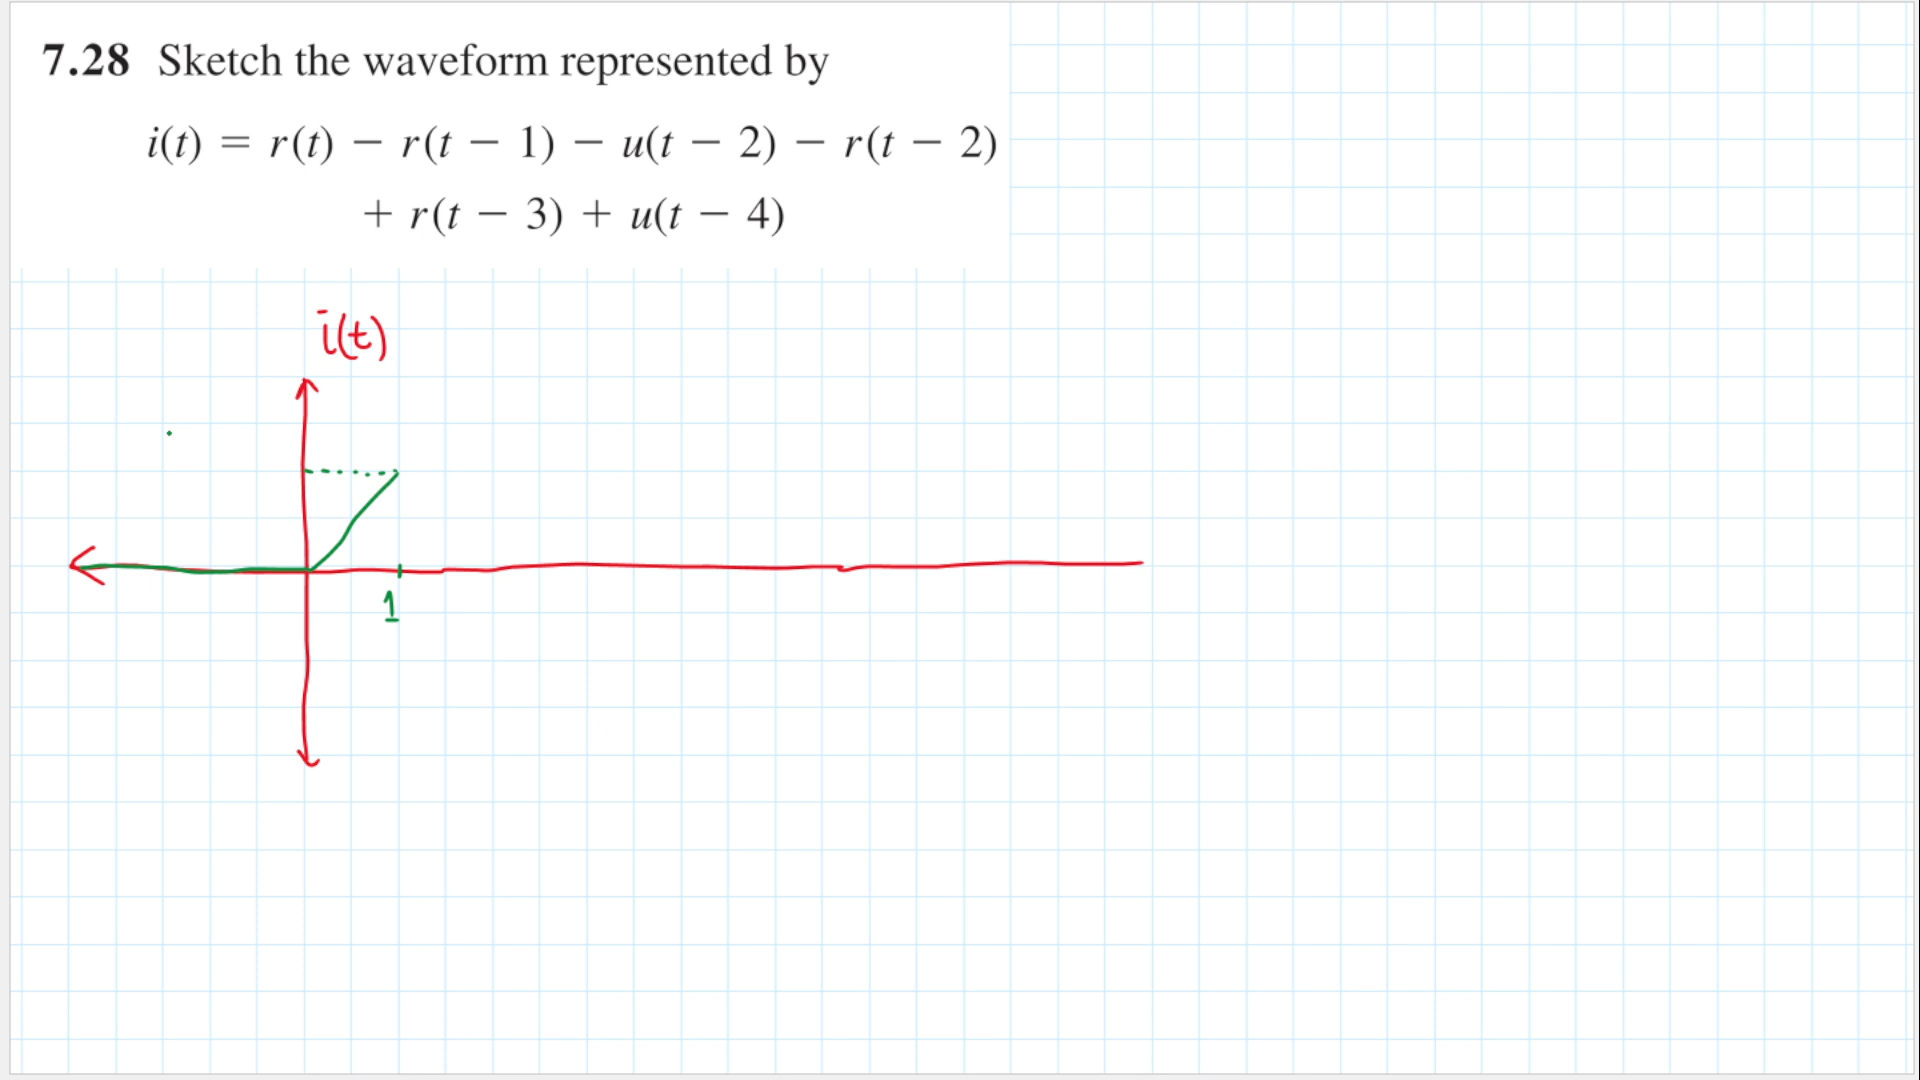 7.28 Sketch the waveform represented by
i(t) = r(t) − r(t − 1) − u(t − 2) − r(t − 2)
+ r(t − 3) + u(t − 4)
i(t)
1